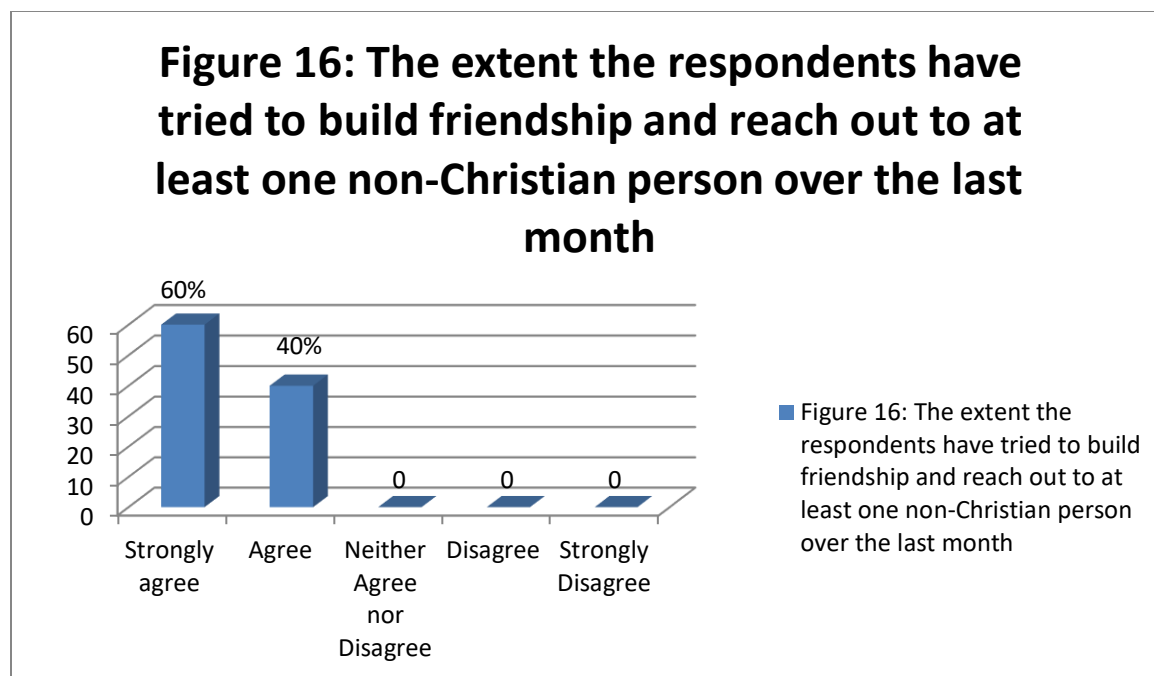 Figure 16: The extent the respondents have
tried to build friendship and reach out to at
least one non-Christian person over the last
month
60%
40%
0
0
0
60
50
40
30
20
10
0
Strongly
agree
Agree
Neither
Agree
nor
Disagree
Disagree
Strongly
Disagree
Figure 16: The extent the
respondents have tried to build
friendship and reach out to at
least one non-Christian person
over the last month